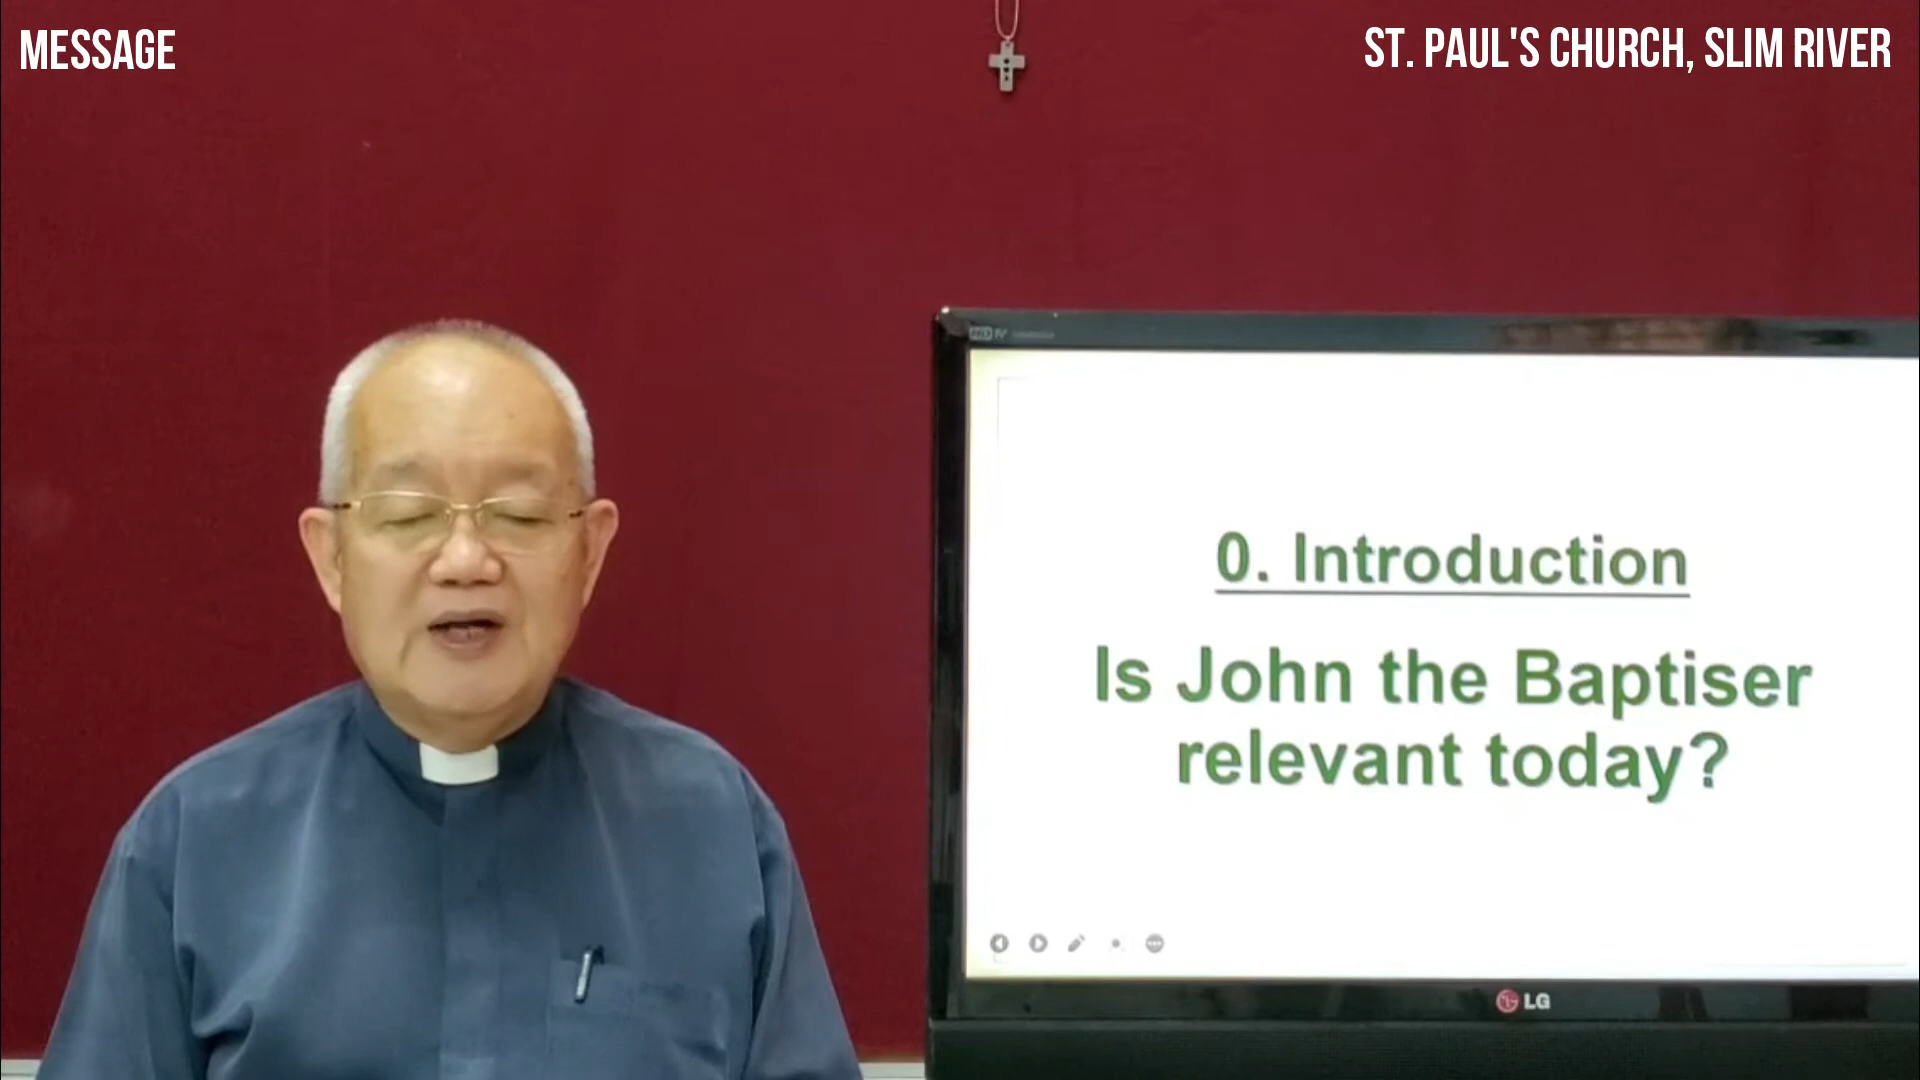 MESSAGE
ST. PAUL'S CHURCH, SLIM RIVER
0. Introduction
Is John the Baptiser
relevant today?
LG